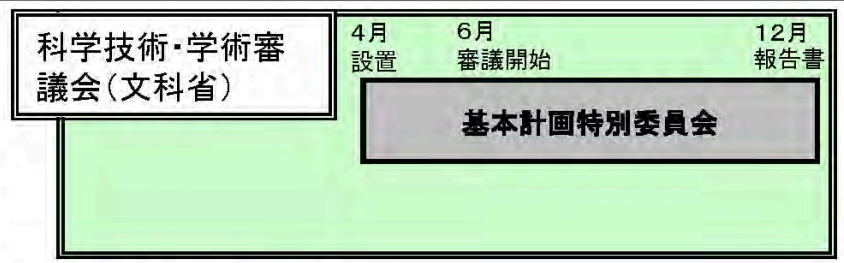 科学技術・学術審
議会（文科省）
4月
設置
6月
審議開始
12月
報告書
基本計画特別委員会